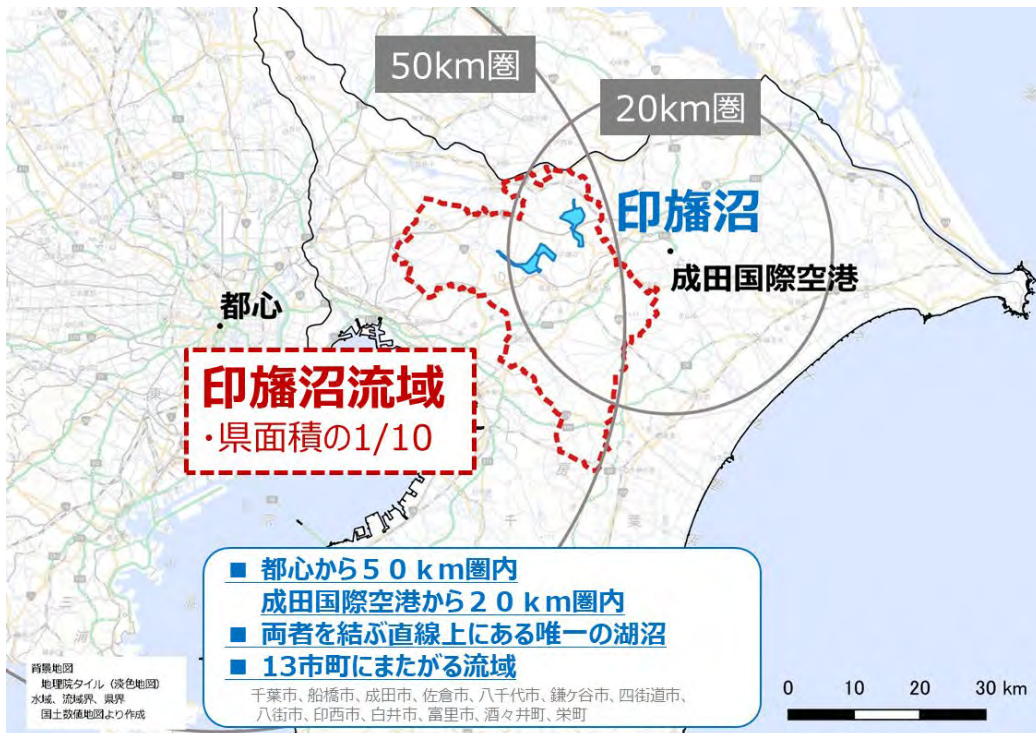 50km圏
20km圏
印旛沼
成田国際空港
都心
印旛沼流域
・県面積の1/10
■ 都心から５０ｋｍ圏内
成田国際空港から２０ｋｍ圏内
■ 両者を結ぶ直線上にある唯一の湖沼
■ 13市町にまたがる流域
千葉市、船橋市、成田市、佐倉市、八千代市、鎌ケ谷市、四街道市、
八街市、印西市、白井市、富里市、酒々井町、栄町
背景地図
地理院タイル（淡色地図）
水域、流域界、県界
国土数値地図より作成
0 10 20 30 km
千
葉